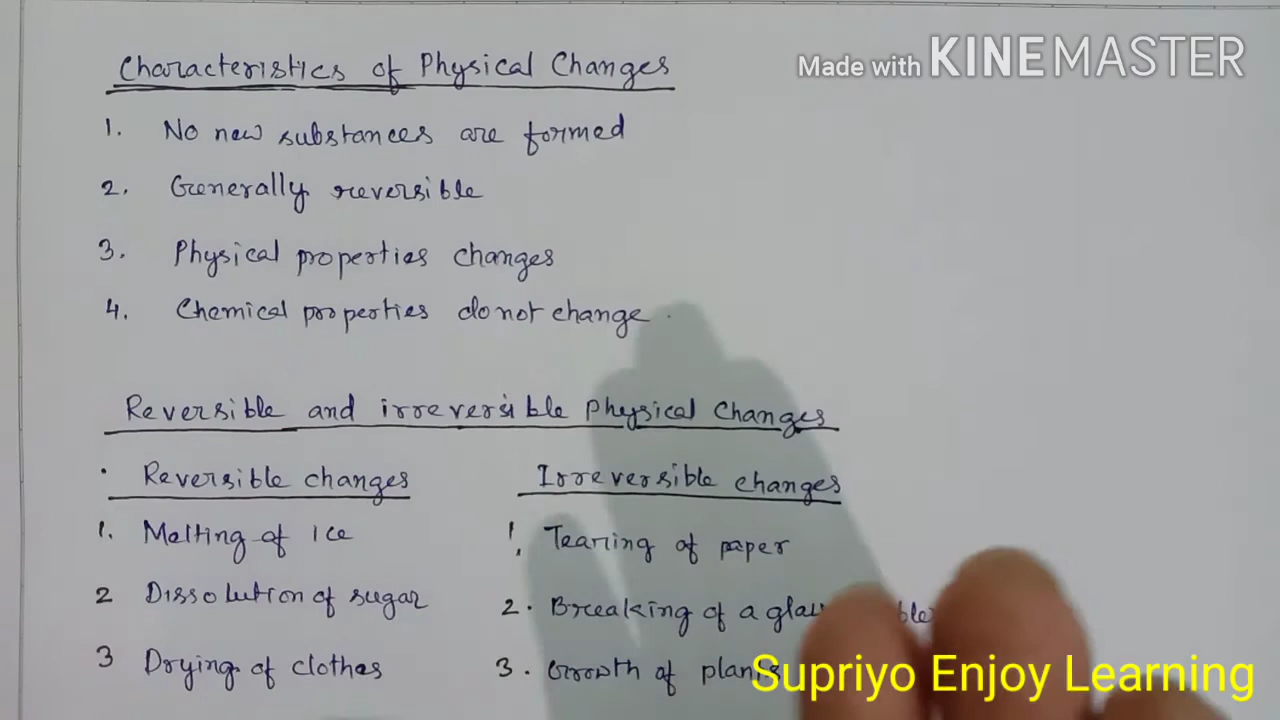 Made with KINEMASTER
Characteristics of Physical Changes
1. No new substances are formed
2. Generally reversible
3. Physical properties changes
4. Chemical properties do not change.
Reversible and irreversible Physical Changes
Reversible changes
1. Melting of ice
2 Dissolution of sugar
3 Drying of clothes
Irreversible changes
1. Tearing of paper
2. Breaking of a
3. Growth of plants
Supriyo Enjoy Learning